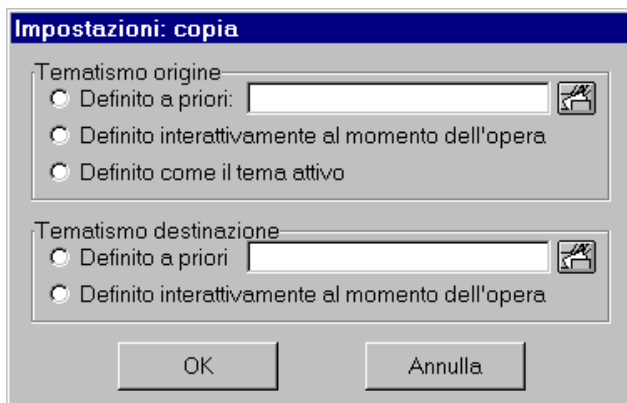 Impostazioni: copia
Tematismo origine
Definito a priori:
Definito interattivamente al momento dell'opera
Definito come il tema attivo
Tematismo destinazione
Definito a priori
Definito interattivamente al momento dell'opera
OK Annulla